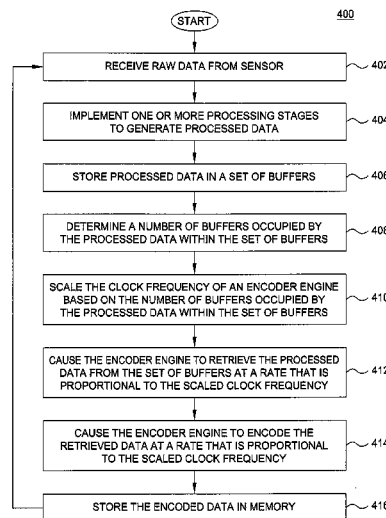 400
START
RECEIVE RAW DATA FROM SENSOR
402
IMPLEMENT ONE OR MORE PROCESSING STAGES
TO GENERATE PROCESSED DATA
404
STORE PROCESSED DATA IN A SET OF BUFFERS
406
DETERMINE A NUMBER OF BUFFERS OCCUPIED BY
THE PROCESSED DATA WITHIN THE SET OF BUFFERS
408
SCALE THE CLOCK FREQUENCY OF AN ENCODER ENGINE
BASED ON THE NUMBER OF BUFFERS OCCUPIED BY
THE PROCESSED DATA WITHIN THE SET OF BUFFERS
410
CAUSE THE ENCODER ENGINE TO RETRIEVE THE PROCESSED
DATA FROM THE SET OF BUFFERS AT A RATE THAT IS
PROPORTIONAL TO THE SCALED CLOCK FREQUENCY
412
CAUSE THE ENCODER ENGINE TO ENCODE THE
RETRIEVED DATA AT A RATE THAT IS PROPORTIONAL
TO THE SCALED CLOCK FREQUENCY
414
STORE THE ENCODED DATA IN MEMORY
416